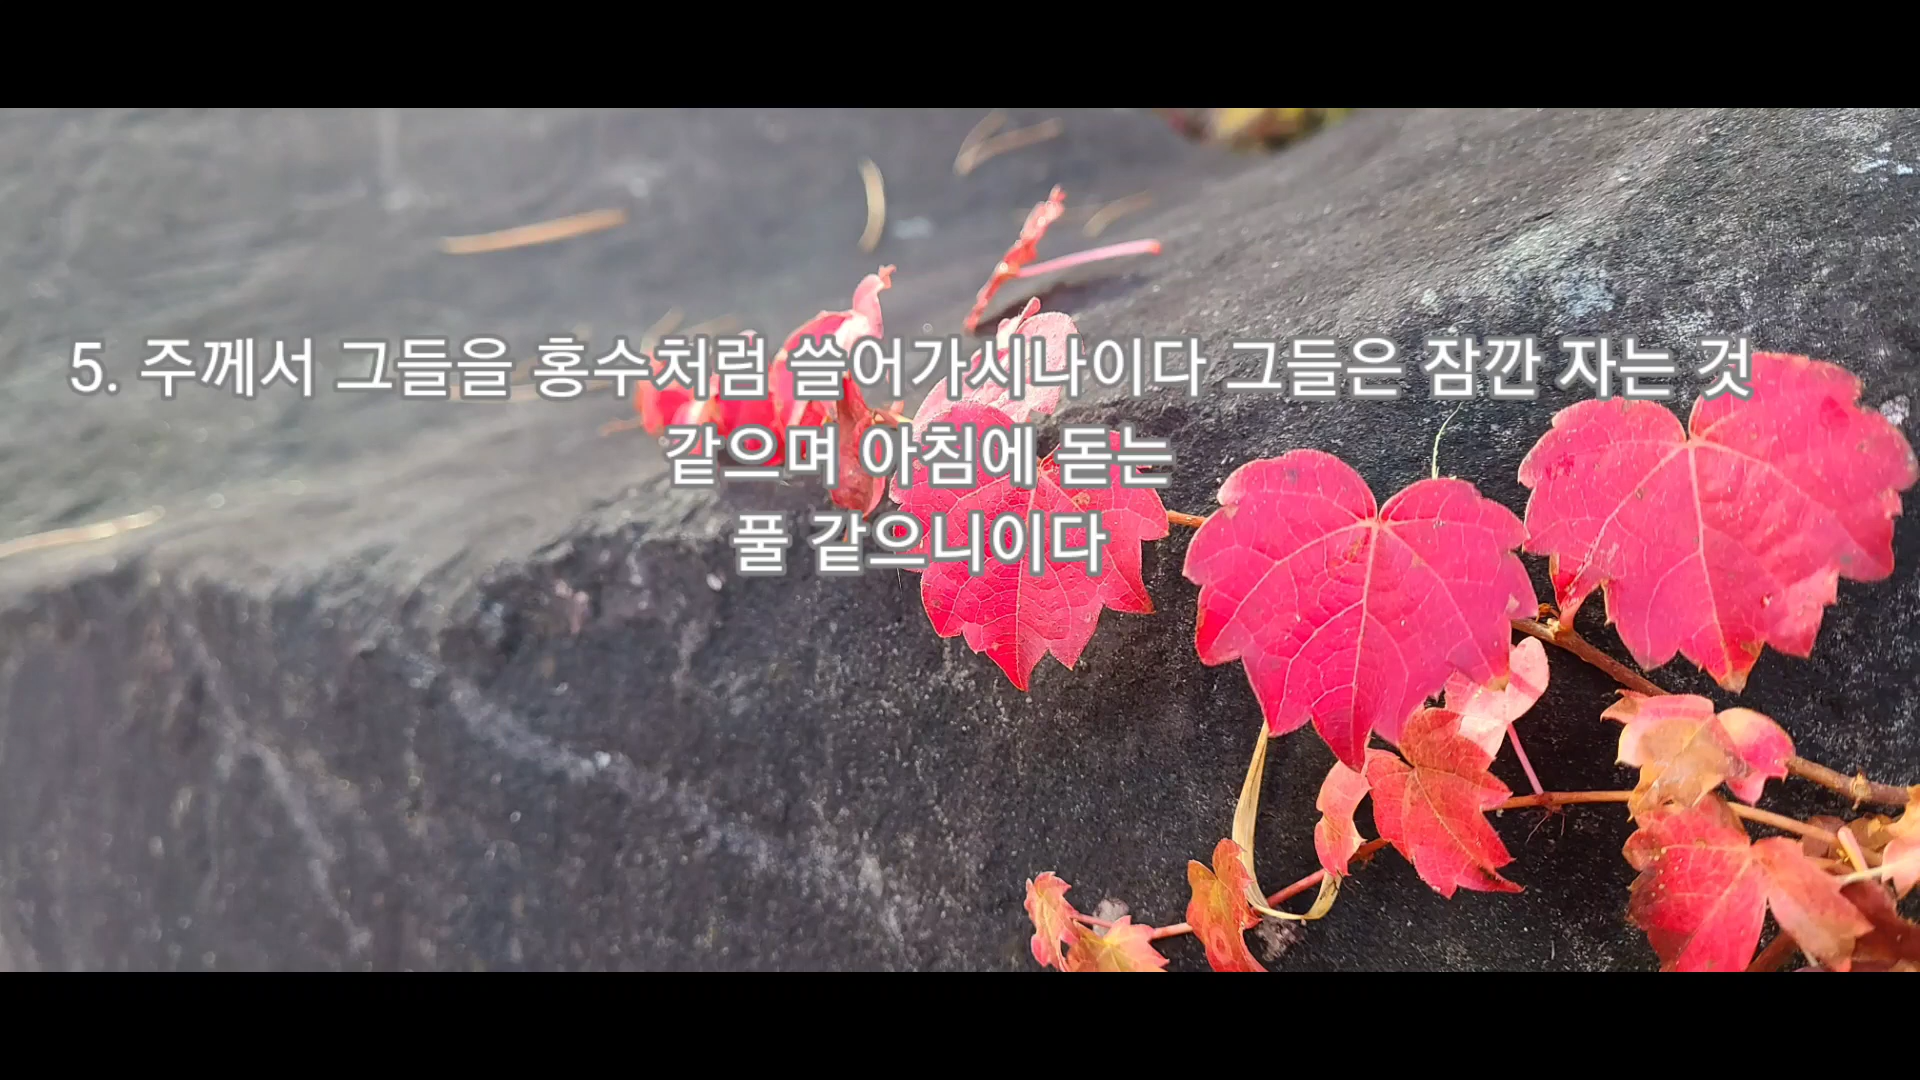 5. 주께서 그들을 홍수처럼 쓸어가시나이다 그들은 잠깐 자는 것
같으며 아침에 돋는
풀 같으니이다